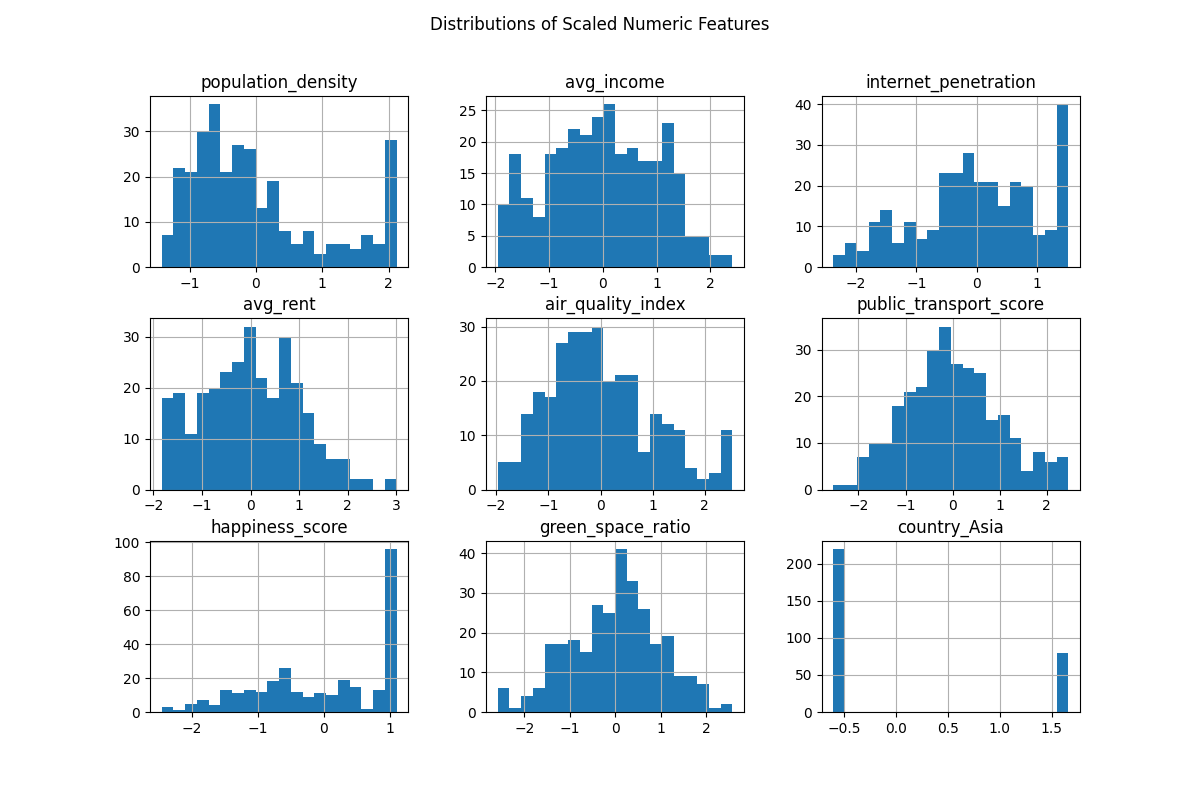 Distributions of Scaled Numeric Features
population_density
avg_income
internet_penetration
30
20
10
0
−1 0 1 2
25
20
15
10
5
0
−2 −1 0 1 2
40
30
20
10
0
−2 −1 0 1
avg_rent
air_quality_index
public_transport_score
30
20
10
0
−2 −1 0 1 2 3
30
20
10
0
−2 −1 0 1 2
30
20
10
0
−2 −1 0 1 2
happiness_score
green_space_ratio
country_Asia
100
80
60
40
20
0
−2 −1 0 1
40
30
20
10
0
−2 −1 0 1 2
200
150
100
50
0
−0.5 0.0 0.5 1.0 1.5